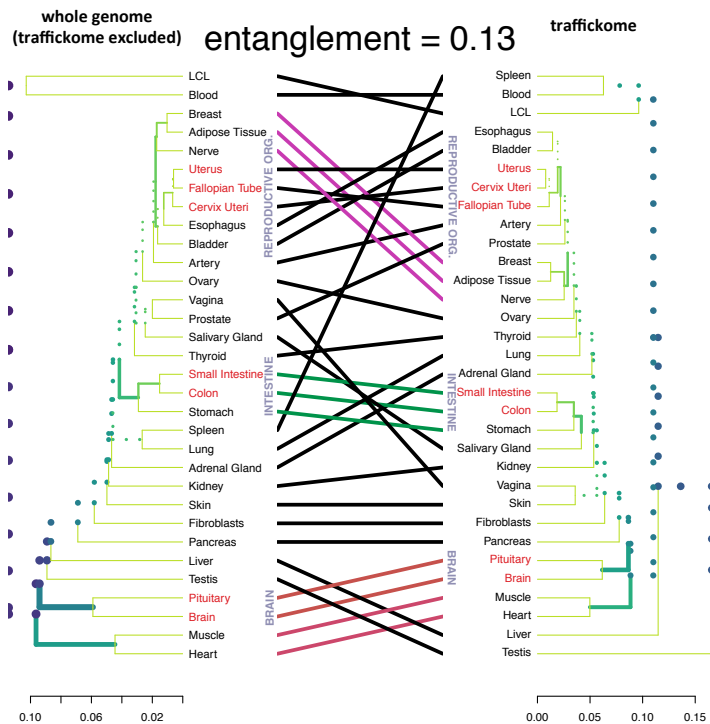 whole genome
(traffickome excluded)
entanglement = 0.13
traffickome
LCL
Blood
Breast
Adipose Tissue
Nerve
Uterus
Fallopian Tube
Cervix Uteri
Esophagus
Bladder
Artery
Ovary
Vagina
Prostate
Salivary Gland
Thyroid
Small Intestine
Colon
Stomach
Spleen
Lung
Adrenal Gland
Kidney
Skin
Fibroblasts
Pancreas
Liver
Testis
Pituitary
Brain
Muscle
Heart
REPRODUCTIVE ORG.
INTESTINE
BRAIN
REPRODUCTIVE ORG.
INTESTINE
BRAIN
Spleen
Blood
LCL
Esophagus
Bladder
Uterus
Cervix Uteri
Fallopian Tube
Artery
Prostate
Breast
Adipose Tissue
Nerve
Ovary
Thyroid
Lung
Adrenal Gland
Small Intestine
Colon
Stomach
Salivary Gland
Kidney
Vagina
Skin
Fibroblasts
Pancreas
Pituitary
Brain
Muscle
Heart
Liver
Testis
0.10 0.06 0.02
0.00 0.05 0.10 0.15